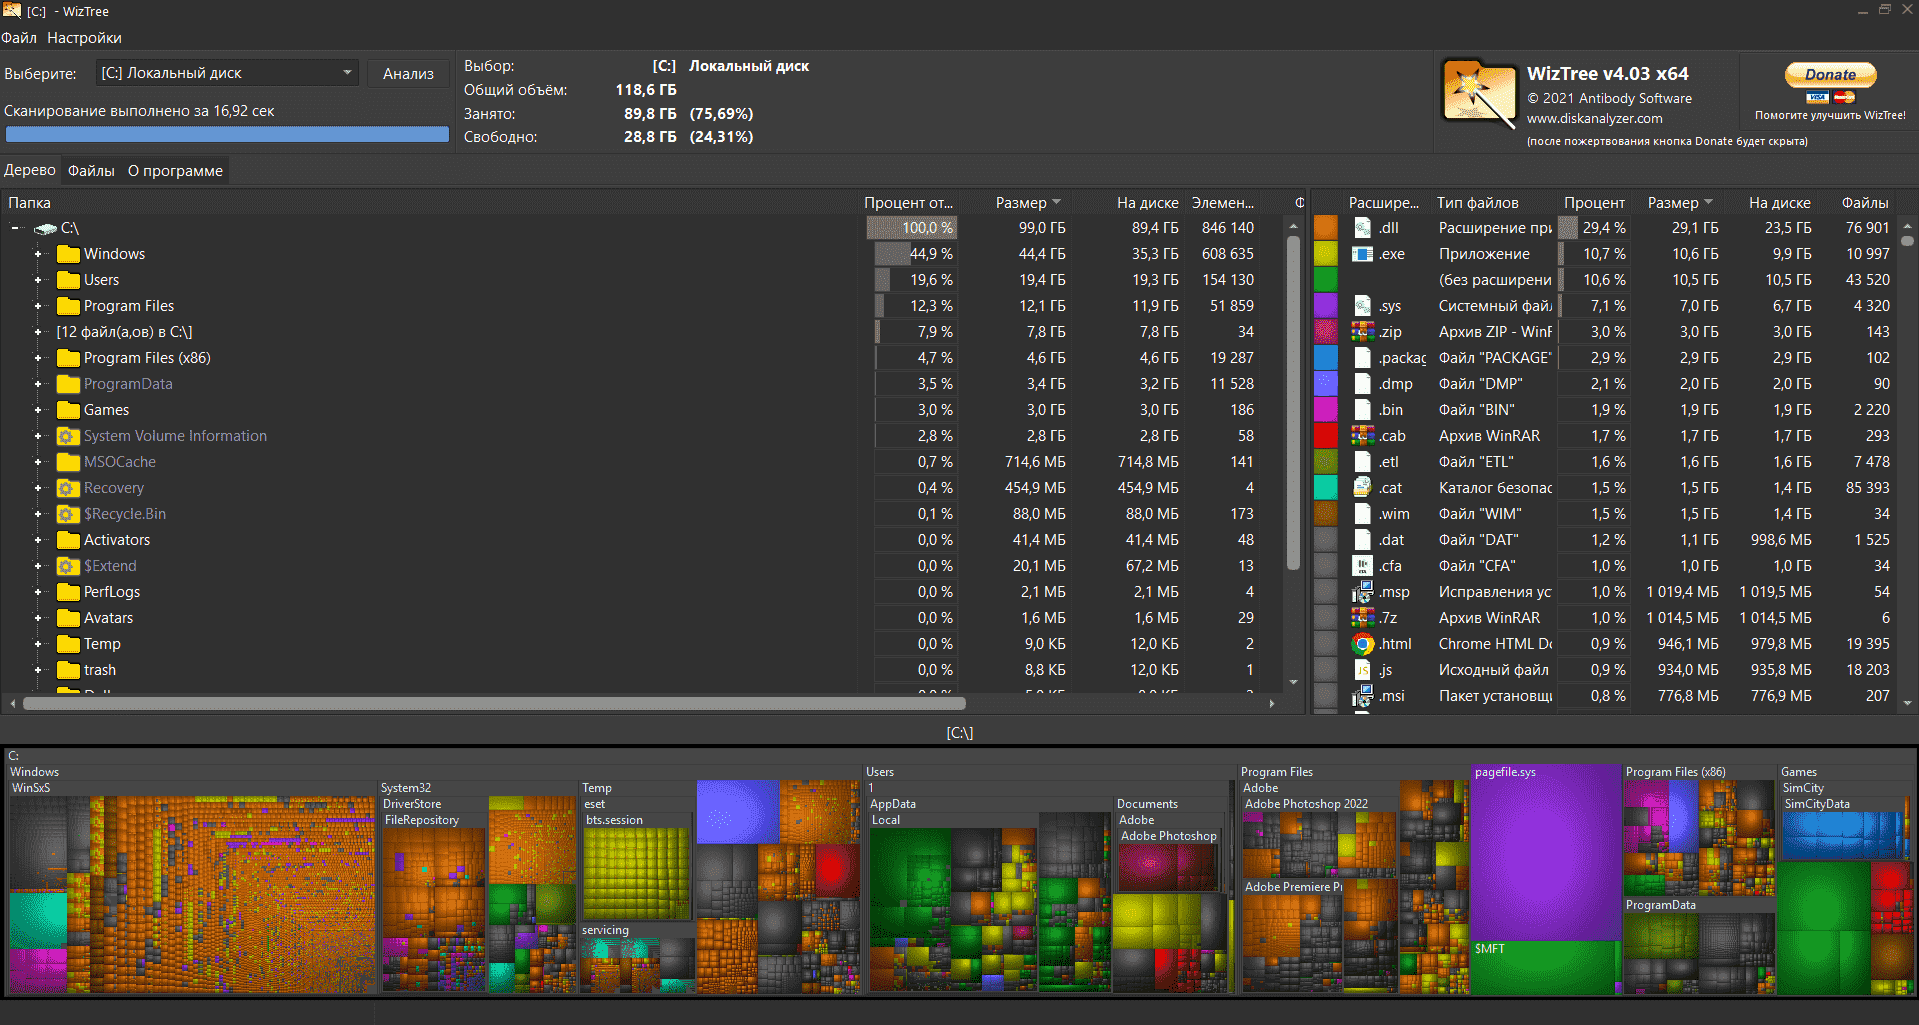 [C:] - WizTree
Файл Настройки
Выберите: [C:] Локальный диск Анализ
Сканирование выполнено за 16,92 сек
Выбор: [C:] Локальный диск
Общий объём: 118,6 ГБ
Занято: 89,8 ГБ (75,69%)
Свободно: 28,8 ГБ (24,31%)
WizTree v4.03 x64
© 2021 Antibody Software
www.diskanalyzer.com
(после пожертвования кнопка Donate будет скрыта)
Donate
VISA
Помогите улучшить WizTree!
Дерево Файлы О программе
Папка Процент от... Размер На диске Элемен... Ф
C:\ 100,0 % 99,0 ГБ 89,4 ГБ 846 140
Windows 44,9 % 44,4 ГБ 35,3 ГБ 608 635
Users 19,6 % 19,4 ГБ 19,3 ГБ 154 130
Program Files 12,3 % 12,1 ГБ 11,9 ГБ 51 859
[12 файл(а,ов) в C:\] 7,9 % 7,8 ГБ 7,8 ГБ 34
Program Files (x86) 4,7 % 4,6 ГБ 4,6 ГБ 19 287
ProgramData 3,5 % 3,4 ГБ 3,2 ГБ 11 528
Games 3,0 % 3,0 ГБ 3,0 ГБ 186
System Volume Information 2,8 % 2,8 ГБ 2,8 ГБ 58
MSOCache 0,7 % 714,6 МБ 714,8 МБ 141
Recovery 0,4 % 454,9 МБ 454,9 МБ 4
$Recycle.Bin 0,1 % 88,0 МБ 88,0 МБ 173
Activators 0,0 % 41,4 МБ 41,4 МБ 48
$Extend 0,0 % 20,1 МБ 67,2 МБ 13
PerfLogs 0,0 % 2,1 МБ 2,1 МБ 4
Avatars 0,0 % 1,6 МБ 1,6 МБ 29
Temp 0,0 % 9,0 КБ 12,0 КБ 2
trash 0,0 % 8,8 КБ 12,0 КБ 1
Расшире... Тип файлов Процент Размер На диске Файлы
.dll Расширение при 29,4 % 29,1 ГБ 23,5 ГБ 76 901
.exe Приложение 10,7 % 10,6 ГБ 9,9 ГБ 10 997
(без расширени 10,6 % 10,5 ГБ 10,5 ГБ 43 520
.sys Системный файл 7,1 % 7,0 ГБ 6,7 ГБ 4 320
.zip Архив ZIP - WinR 3,0 % 3,0 ГБ 3,0 ГБ 143
.packag Файл "PACKAGE" 2,9 % 2,9 ГБ 2,9 ГБ 102
.dmp Файл "DMP" 2,1 % 2,0 ГБ 2,0 ГБ 90
.bin Файл "BIN" 1,9 % 1,9 ГБ 1,9 ГБ 2 220
.cab Архив WinRAR 1,7 % 1,7 ГБ 1,7 ГБ 293
.etl Файл "ETL" 1,6 % 1,6 ГБ 1,6 ГБ 7 478
.cat Каталог безопас 1,5 % 1,5 ГБ 1,4 ГБ 85 393
.wim Файл "WIM" 1,5 % 1,5 ГБ 1,4 ГБ 34
.dat Файл "DAT" 1,2 % 1,1 ГБ 998,6 МБ 1 525
.cfa Файл "CFA" 1,0 % 1,0 ГБ 1,0 ГБ 34
.msp Исправления ус 1,0 % 1 019,4 МБ 1 019,5 МБ 54
.7z Архив WinRAR 1,0 % 1 014,5 МБ 1 014,5 МБ 6
.html Chrome HTML Do 0,9 % 946,1 МБ 979,8 МБ 19 395
.js Исходный файл 0,9 % 934,0 МБ 935,8 МБ 18 203
.msi Пакет установщи 0,8 % 776,8 МБ 776,9 МБ 207
[C:\]
C:
Windows
WinSxS
System32
DriverStore
FileRepository
Temp
eset
bts.session
servicing
Users
1
AppData
Local
Documents
Adobe
Adobe Photoshop
Program Files
Adobe
Adobe Photoshop 2022
Adobe Premiere Pr
pagefile.sys
$MFT
Program Files (x86)
ProgramData
Games
SimCity
SimCityData